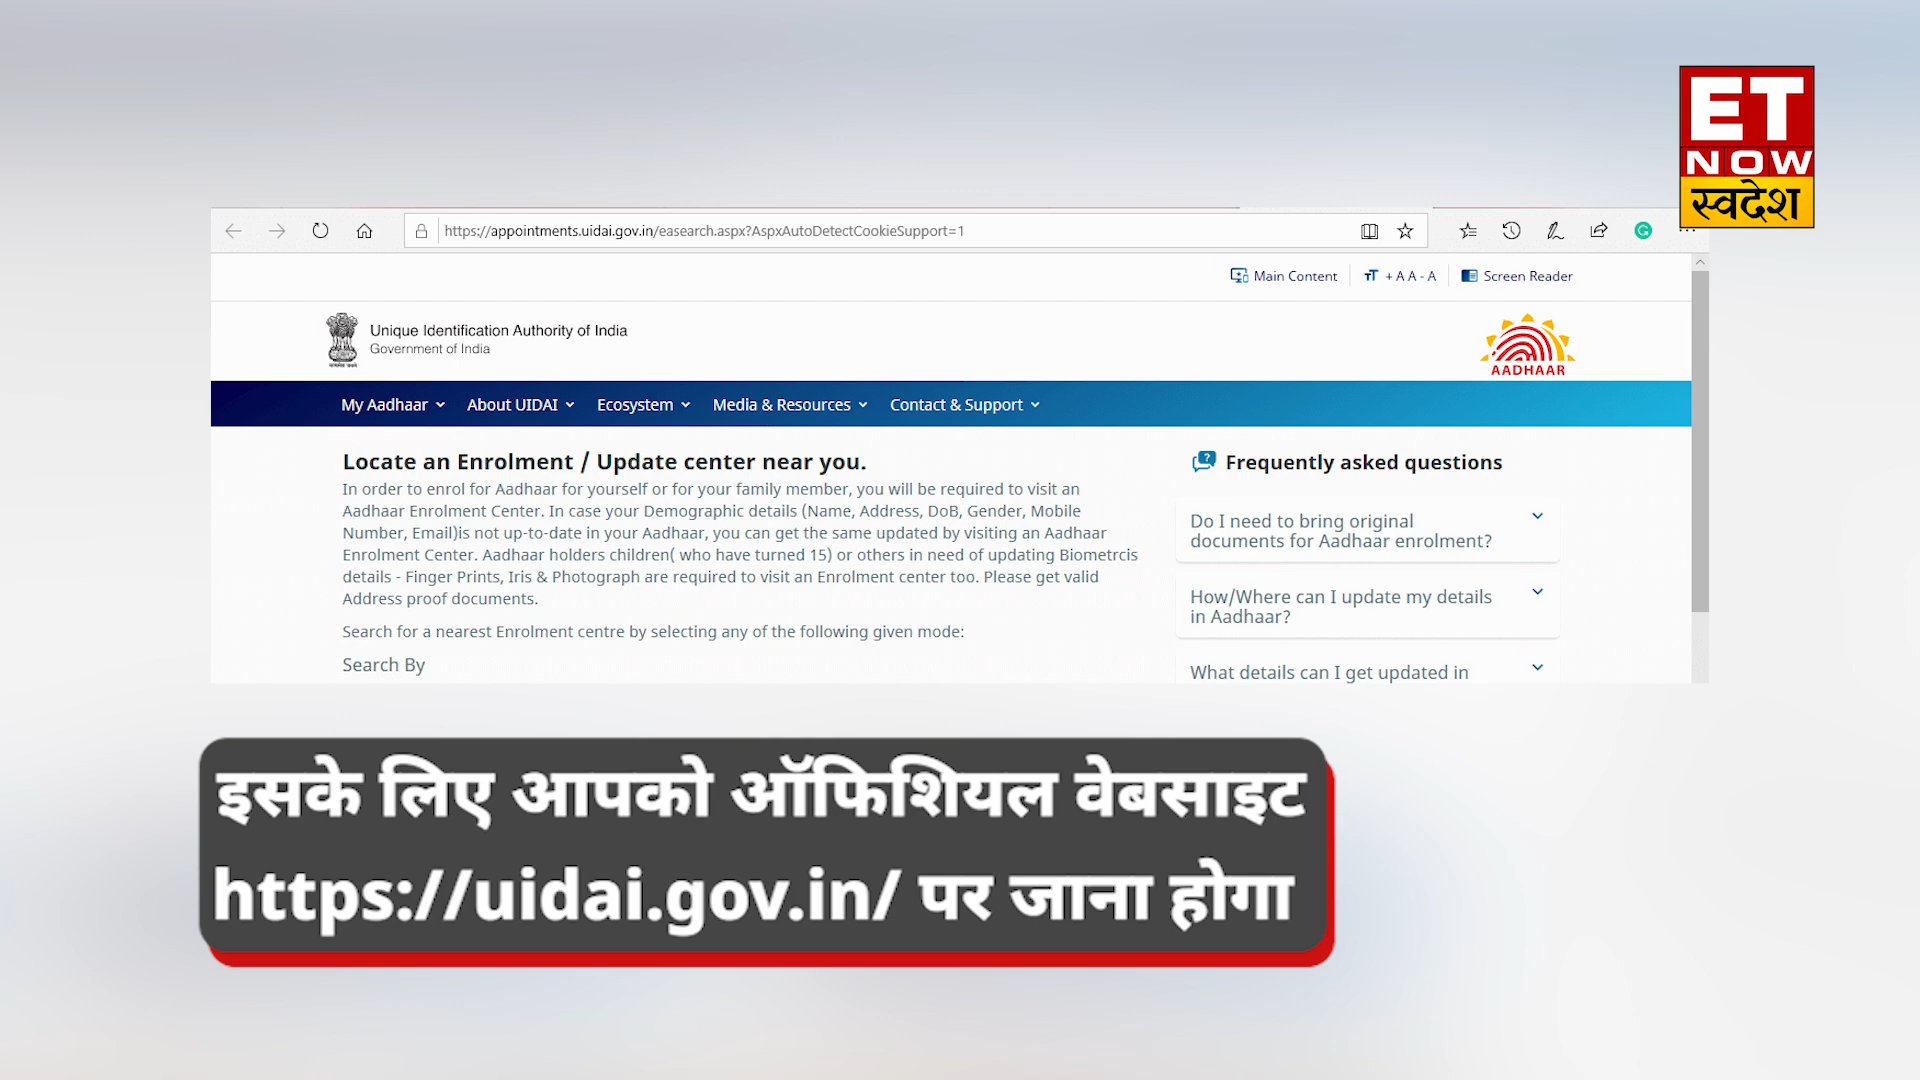 ET
NOW
स्वदेश
https://appointments.uidai.gov.in/easearch.aspx?AspxAutoDetectCookieSupport=1
Main Content
TT + A A - A
Screen Reader
Unique Identification Authority of India
Government of India
AADHAAR
My Aadhaar
About UIDAI
Ecosystem
Media & Resources
Contact & Support
Locate an Enrolment / Update center near you.
In order to enrol for Aadhaar for yourself or for your family member, you will be required to visit an
Aadhaar Enrolment Center. In case your Demographic details (Name, Address, DoB, Gender, Mobile
Number, Email)is not up-to-date in your Aadhaar, you can get the same updated by visiting an Aadhaar
Enrolment Center. Aadhaar holders children( who have turned 15) or others in need of updating Biometrcis
details - Finger Prints, Iris & Photograph are required to visit an Enrolment center too. Please get valid
Address proof documents.
Search for a nearest Enrolment centre by selecting any of the following given mode:
Search By
Frequently asked questions
Do I need to bring original
documents for Aadhaar enrolment?
How/Where can I update my details
in Aadhaar?
What details can I get updated in
इसके लिए आपको ऑफिशियल वेबसाइट
https://uidai.gov.in/ पर जाना होगा